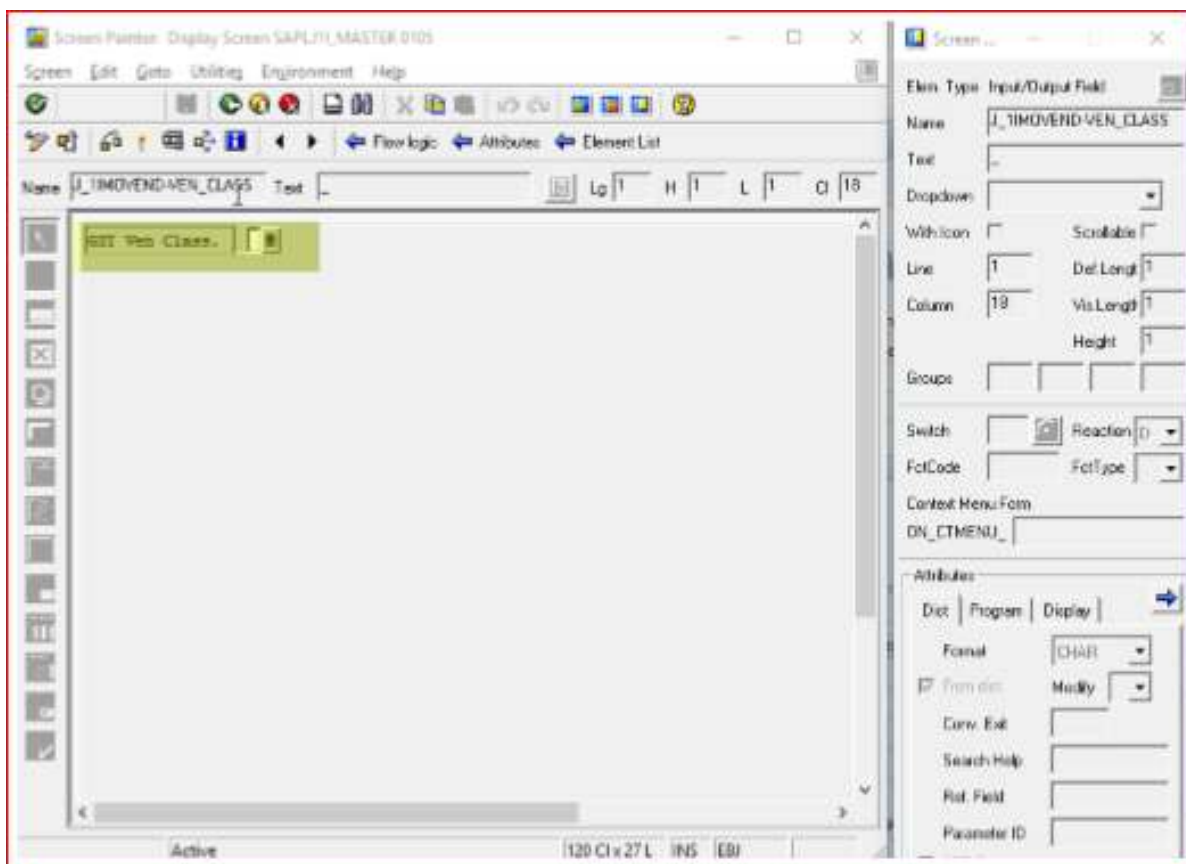 Screen Painter: Display Screen SAPLJ1I_MASTER 0105
Screen Edit Goto Utilities Environment Help
Flow logic Attributes Element List
Name J_1IMOVEND-VEN_CLASS Text _ Lg 1 H 1 L 1 Cl 18
GST Ven Class.
Active 120 Cl x 27 L INS
Screen ...
Elem. Type Input/Output Field
Name J_1IMOVEND-VEN_CLASS
Text _
Dropdown
With Icon Scrollable
Line 1 Def.Lengt 1
Column 18 Vis.Length 1
Height 1
Groups
Switch Reaction D
FctCode FctType
Context Menu Form
ON_CTMENU_
Attributes
Dict Program Display
Format CHAR
From dict. Modify
Conv. Exit
Search Help
Ref. Field
Parameter ID